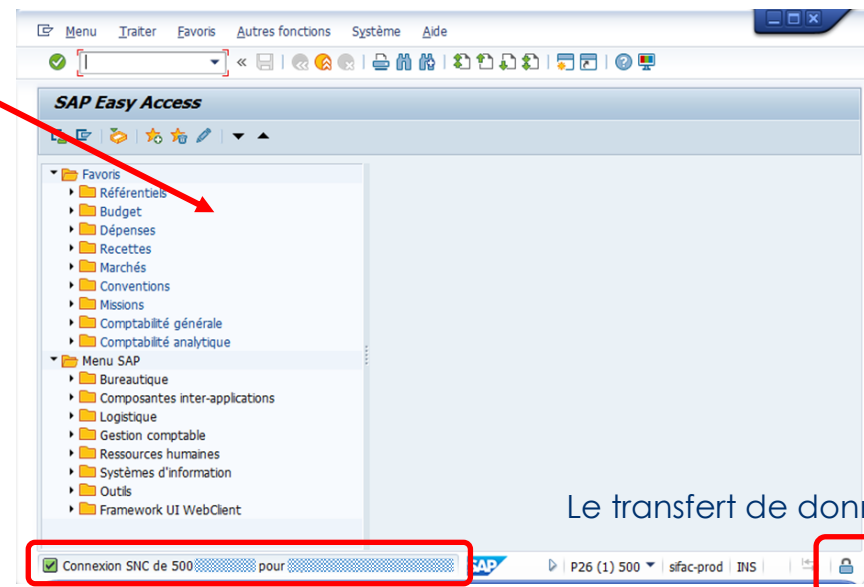 Menu Traiter Favoris Autres fonctions Système Aide
SAP Easy Access
Favoris
Référentiels
Budget
Dépenses
Recettes
Marchés
Conventions
Missions
Comptabilité générale
Comptabilité analytique
Menu SAP
Bureautique
Composantes inter-applications
Logistique
Gestion comptable
Ressources humaines
Systèmes d'information
Outils
Framework UI WebClient
Le transfert de donn
Connexion SNC de 500 pour
SAP
P26 (1) 500 sifac-prod INS